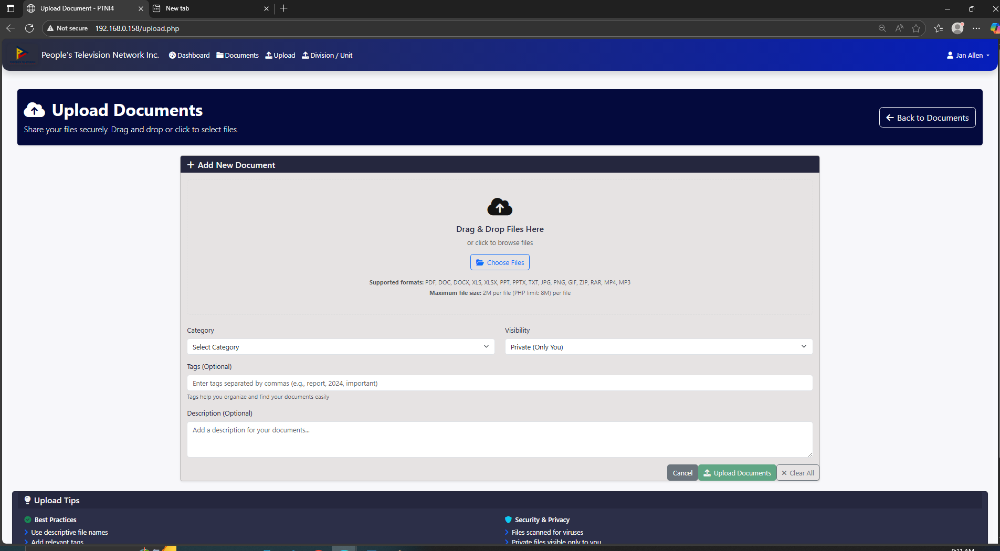 Upload Document - PTNI4
New tab
Not secure 192.168.0.158/upload.php
People's Television Network Inc. Dashboard Documents Upload Division / Unit Jan Allen
Upload Documents
Share your files securely. Drag and drop or click to select files.
Back to Documents
Add New Document
Drag & Drop Files Here
or click to browse files
Choose Files
Supported formats: PDF, DOC, DOCX, XLS, XLSX, PPT, PPTX, TXT, JPG, PNG, GIF, ZIP, RAR, MP4, MP3
Maximum file size: 2M per file (PHP limit: 8M) per file
Category
Select Category
Visibility
Private (Only You)
Tags (Optional)
Enter tags separated by commas (e.g., report, 2024, important)
Tags help you organize and find your documents easily
Description (Optional)
Add a description for your documents...
Cancel Upload Documents Clear All
Upload Tips
Best Practices
Use descriptive file names
Add relevant tags
Security & Privacy
Files scanned for viruses
Private files visible only to you
9:11 AM